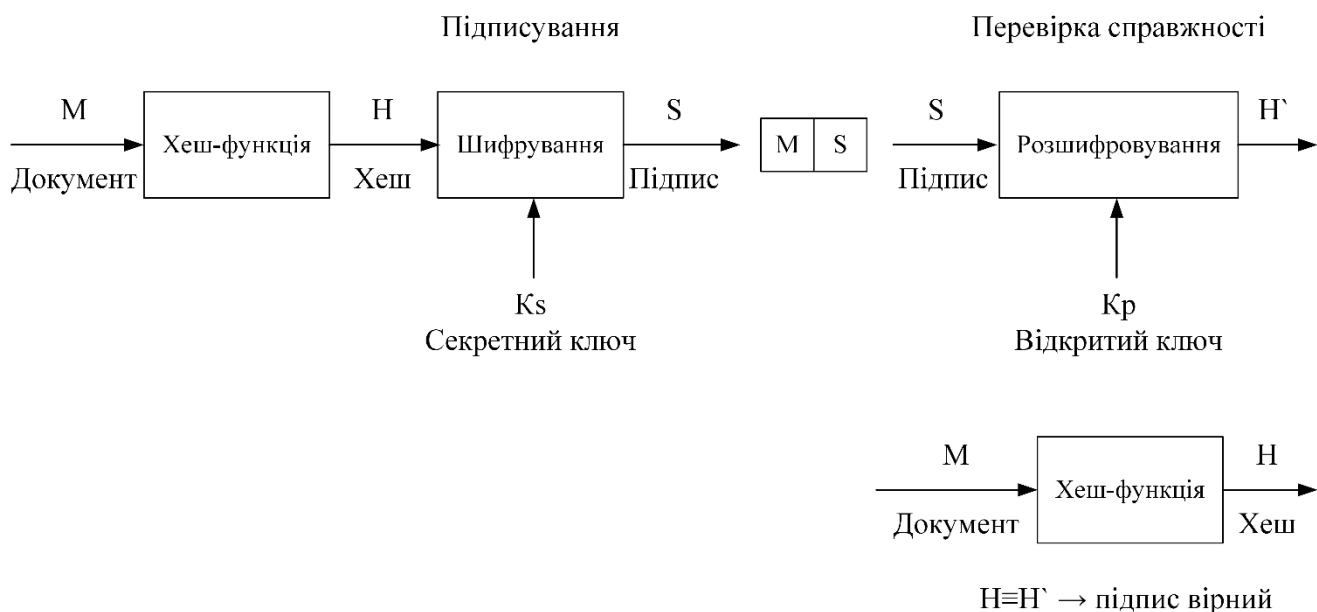 Підписування
Перевірка справжності
M
Хеш-функція
H
Шифрування
S
Документ
Хеш
Підпис
Ks
Секретний ключ
M S
S
Розшифровування
H`
Підпис
Kp
Відкритий ключ
M
Хеш-функція
H
Документ
Хеш
H≡H` → підпис вірний